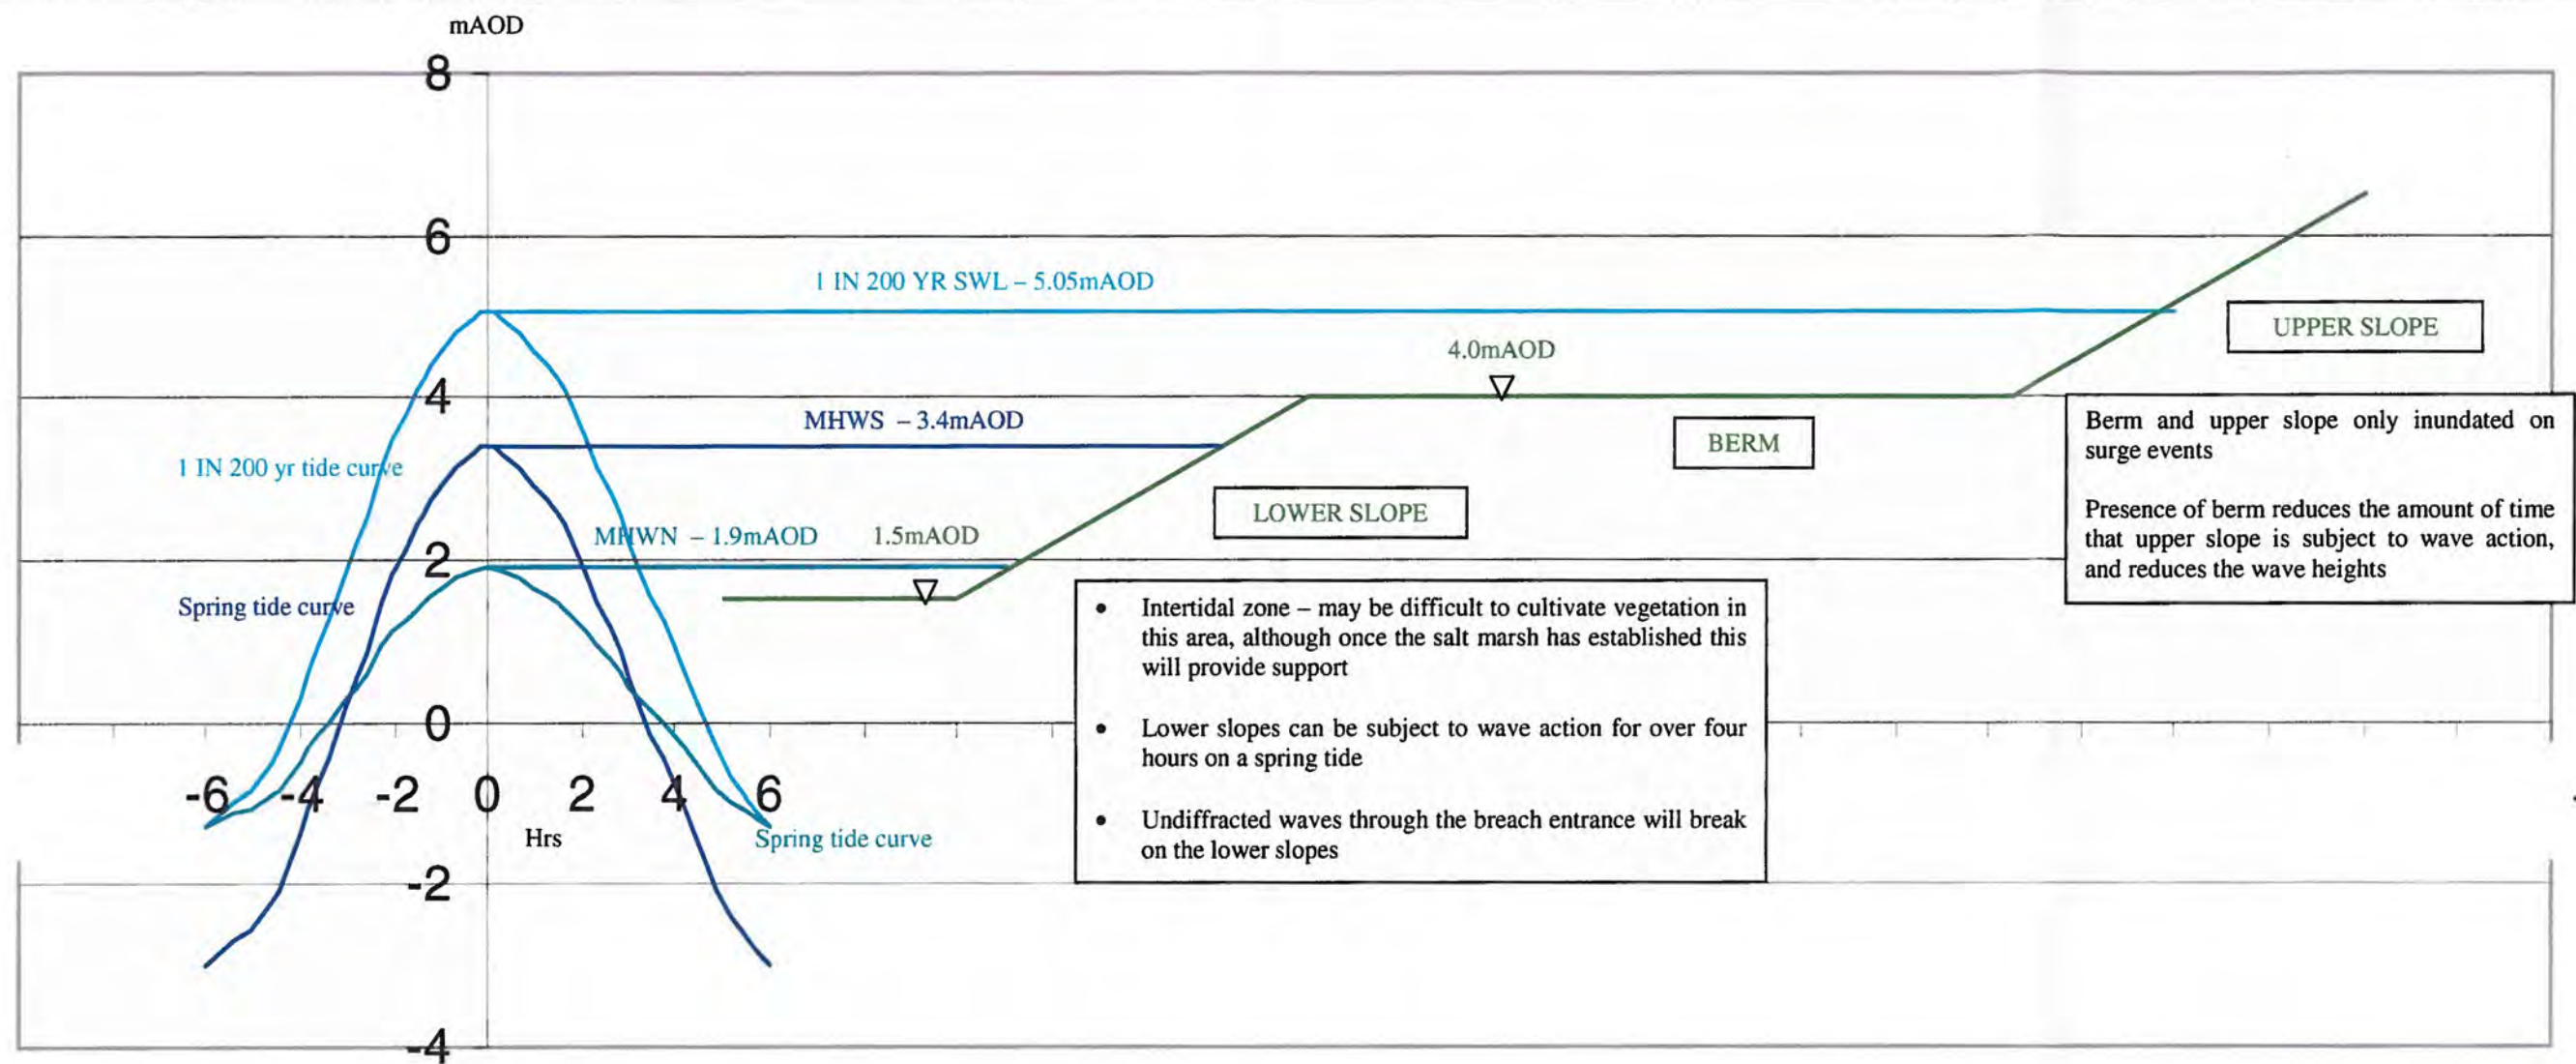 mAOD
8
6
1 IN 200 YR SWL – 5.05mAOD
UPPER SLOPE
4.0mAOD
4
MHWS – 3.4mAOD
BERM
Berm and upper slope only inundated on
surge events
Presence of berm reduces the amount of time
that upper slope is subject to wave action,
and reduces the wave heights
1 IN 200 yr tide curve
LOWER SLOPE
MHWN – 1.9mAOD
1.5mAOD
2
Spring tide curve
• Intertidal zone – may be difficult to cultivate vegetation in
this area, although once the salt marsh has established this
will provide support
• Lower slopes can be subject to wave action for over four
hours on a spring tide
• Undiffracted waves through the breach entrance will break
on the lower slopes
0
-6 -4 -2 0 2 4 6
Hrs
Spring tide curve
-2
-4